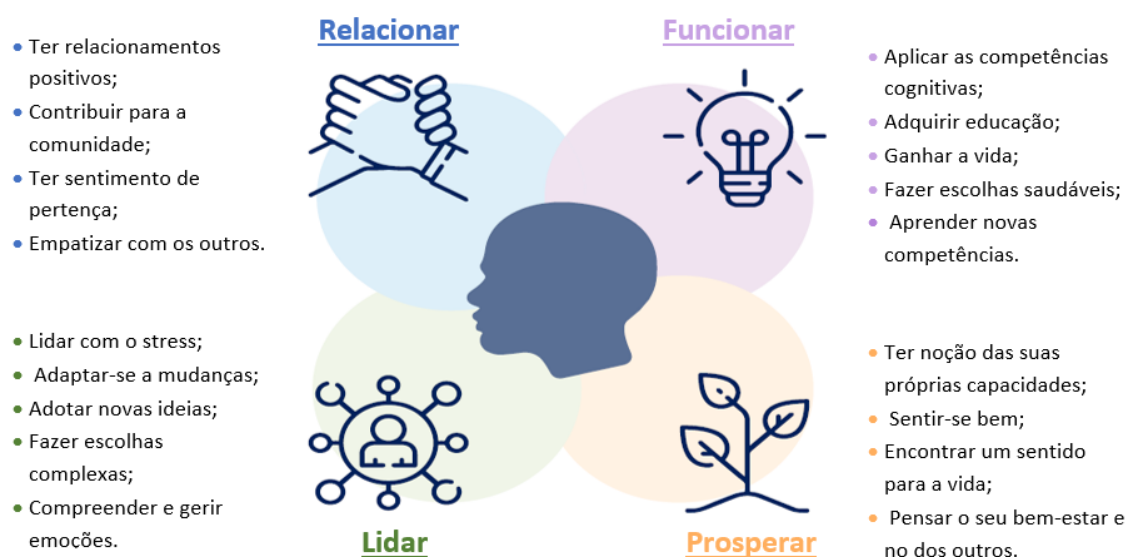 Relacionar
• Ter relacionamentos
positivos;
• Contribuir para a
comunidade;
• Ter sentimento de
pertença;
• Empatizar com os outros.
Funcionar
• Aplicar as competências
cognitivas;
• Adquirir educação;
• Ganhar a vida;
• Fazer escolhas saudáveis;
• Aprender novas
competências.
• Lidar com o stress;
• Adaptar-se a mudanças;
• Adotar novas ideias;
• Fazer escolhas
complexas;
• Compreender e gerir
emoções.
Lidar
• Ter noção das suas
próprias capacidades;
• Sentir-se bem;
• Encontrar um sentido
para a vida;
• Pensar o seu bem-estar e
no dos outros.
Prosperar